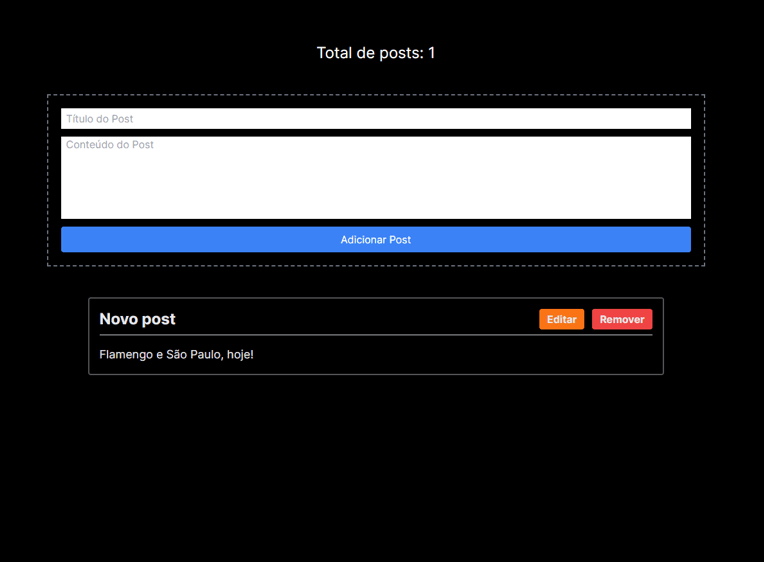 Total de posts: 1
Título do Post
Conteúdo do Post
Adicionar Post
Novo post
Editar
Remover
Flamengo e São Paulo, hoje!